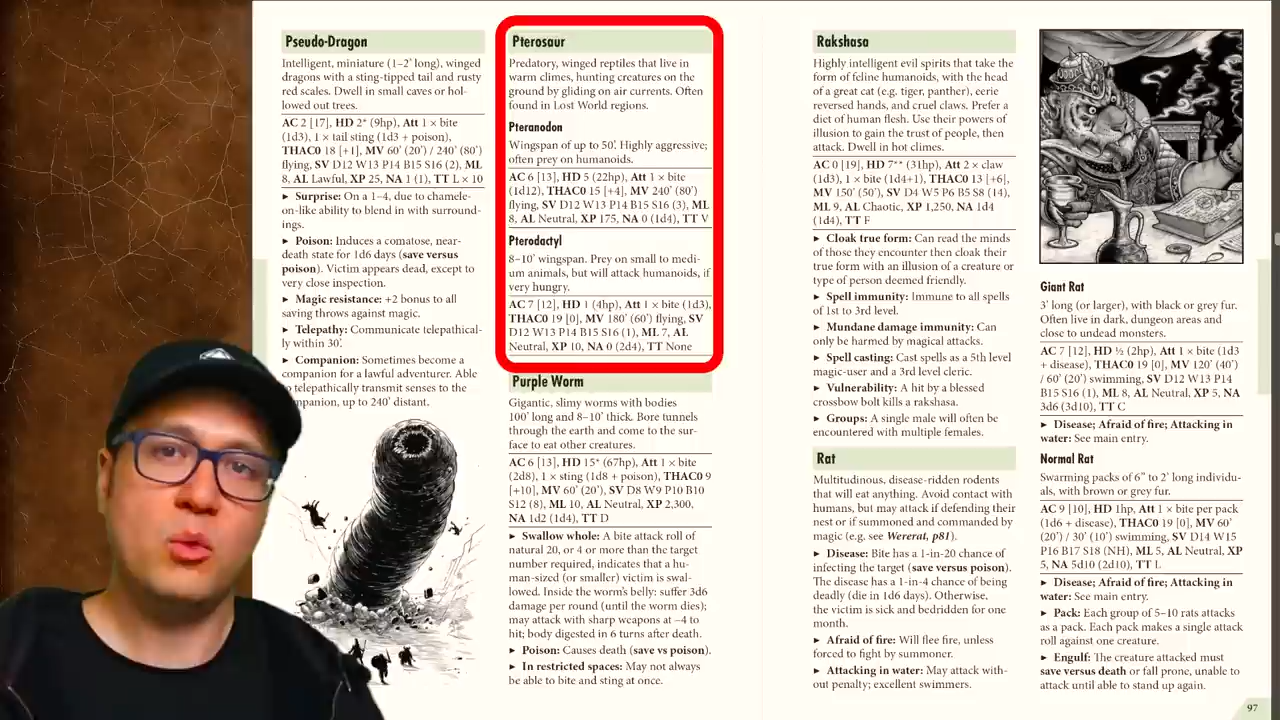 Pseudo-Dragon
Intelligent, miniature (1–2' long), winged
dragons with a sting-tipped tail and rusty
red scales. Dwell in small caves or hol-
lowed out trees.
AC 2 [17], HD 2* (9hp), Att 1 × bite
(1d3), 1 × tail sting (1d3 + poison),
THAC0 18 [+1], MV 60' (20') / 240' (80')
flying, SV D12 W13 P14 B15 S16 (2), ML
8, AL Lawful, XP 25, NA 1 (1), TT L × 10
► Surprise: On a 1–4, due to chamele-
on-like ability to blend in with surround-
ings.
► Poison: Induces a comatose, near-
death state for 1d6 days (save versus
poison). Victim appears dead, except to
very close inspection.
► Magic resistance: +2 bonus to all
saving throws against magic.
► Telepathy: Communicate telepathical-
ly within 30'.
► Companion: Sometimes become a
companion for a lawful adventurer. Able
telepathically transmit senses to the
up to 240' distant.
Pterosaur
Predatory, winged reptiles that live in
warm climes, hunting creatures on the
ground by gliding on air currents. Often
found in Lost World regions.
Pteranodon
Wingspan of up to 50'. Highly aggressive;
often prey on humanoids.
AC 6 [13], HD 5 (22hp), Att 1 × bite
(1d12), THAC0 15 [+4], MV 240' (80')
flying, SV D12 W13 P14 B15 S16 (3), ML
8, AL Neutral, XP 175, NA 0 (1d4), TT V
Pterodactyl
8–10' wingspan. Prey on small to medi-
um animals, but will attack humanoids, if
very hungry.
AC 7 [12], HD 1 (4hp), Att 1 × bite (1d3),
THAC0 19 [0], MV 180' (60') flying, SV
D12 W13 P14 B15 S16 (1), ML 7, AL
Neutral, XP 10, NA 0 (2d4), TT None
Purple Worm
Gigantic, slimy worms with bodies
100' long and 8–10' thick. Bore tunnels
through the earth and come to the sur-
face to eat other creatures.
AC 6 [13], HD 15* (67hp), Att 1 × bite
(2d8), 1 × sting (1d8 + poison), THAC0 9
[+10], MV 60' (20'), SV D8 W9 P10 B10
S12 (8), ML 10, AL Neutral, XP 2,300,
NA 1d2 (1d4), TT D
► Swallow whole: A bite attack roll of
natural 20, or 4 or more than the target
number required, indicates that a hu-
man-sized (or smaller) victim is swal-
lowed. Inside the worm's belly: suffer 3d6
damage per round (until the worm dies);
may attack with sharp weapons at –4 to
hit; body digested in 6 turns after death.
► Poison: Causes death (save vs poison).
► In restricted spaces: May not always
be able to bite and sting at once.
Rakshasa
Highly intelligent evil spirits that take the
form of feline humanoids, with the head
of a great cat (e.g. tiger, panther), eerie
reversed hands, and cruel claws. Prefer a
diet of human flesh. Use their powers of
illusion to gain the trust of people, then
attack. Dwell in hot climes.
AC 0 [19], HD 7** (31hp), Att 2 × claw
(1d3), 1 × bite (1d4+1), THAC0 13 [+6],
MV 150' (50'), SV D4 W5 P6 B5 S8 (14),
ML 9, AL Chaotic, XP 1,250, NA 1d4
(1d4), TT F
► Cloak true form: Can read the minds
of those they encounter then cloak their
true form with an illusion of a creature or
type of person deemed friendly.
► Spell immunity: Immune to all spells
of 1st to 3rd level.
► Mundane damage immunity: Can
only be harmed by magical attacks.
► Spell casting: Cast spells as a 5th level
magic-user and a 3rd level cleric.
► Vulnerability: A hit by a blessed
crossbow bolt kills a rakshasa.
► Groups: A single male will often be
encountered with multiple females.
Rat
Multitudinous, disease-ridden rodents
that will eat anything. Avoid contact with
humans, but may attack if defending their
nest or if summoned and commanded by
magic (e.g. see Wererat, p81).
► Disease: Bite has a 1-in-20 chance of
infecting the target (save versus poison).
The disease has a 1-in-4 chance of being
deadly (die in 1d6 days). Otherwise,
the victim is sick and bedridden for one
month.
► Afraid of fire: Will flee fire, unless
forced to fight by summoner.
► Attacking in water: May attack with-
out penalty; excellent swimmers.
Giant Rat
3' long (or larger), with black or grey fur.
Often live in dark, dungeon areas and
close to undead monsters.
AC 7 [12], HD ½ (2hp), Att 1 × bite (1d3
+ disease), THAC0 19 [0], MV 120' (40')
/ 60' (20') swimming, SV D12 W13 P14
B15 S16 (1), ML 8, AL Neutral, XP 5, NA
3d6 (3d10), TT C
► Disease; Afraid of fire; Attacking in
water: See main entry.
Normal Rat
Swarming packs of 6” to 2' long individu-
als, with brown or grey fur.
AC 9 [10], HD 1hp, Att 1 × bite per pack
(1d6 + disease), THAC0 19 [0], MV 60'
(20') / 30' (10') swimming, SV D14 W15
P16 B17 S18 (NH), ML 5, AL Neutral, XP
5, NA 5d10 (2d10), TT L
► Disease; Afraid of fire; Attacking in
water: See main entry.
► Pack: Each group of 5–10 rats attacks
as a pack. Each pack makes a single attack
roll against one creature.
► Engulf: The creature attacked must
save versus death or fall prone, unable to
attack until able to stand up again.
97